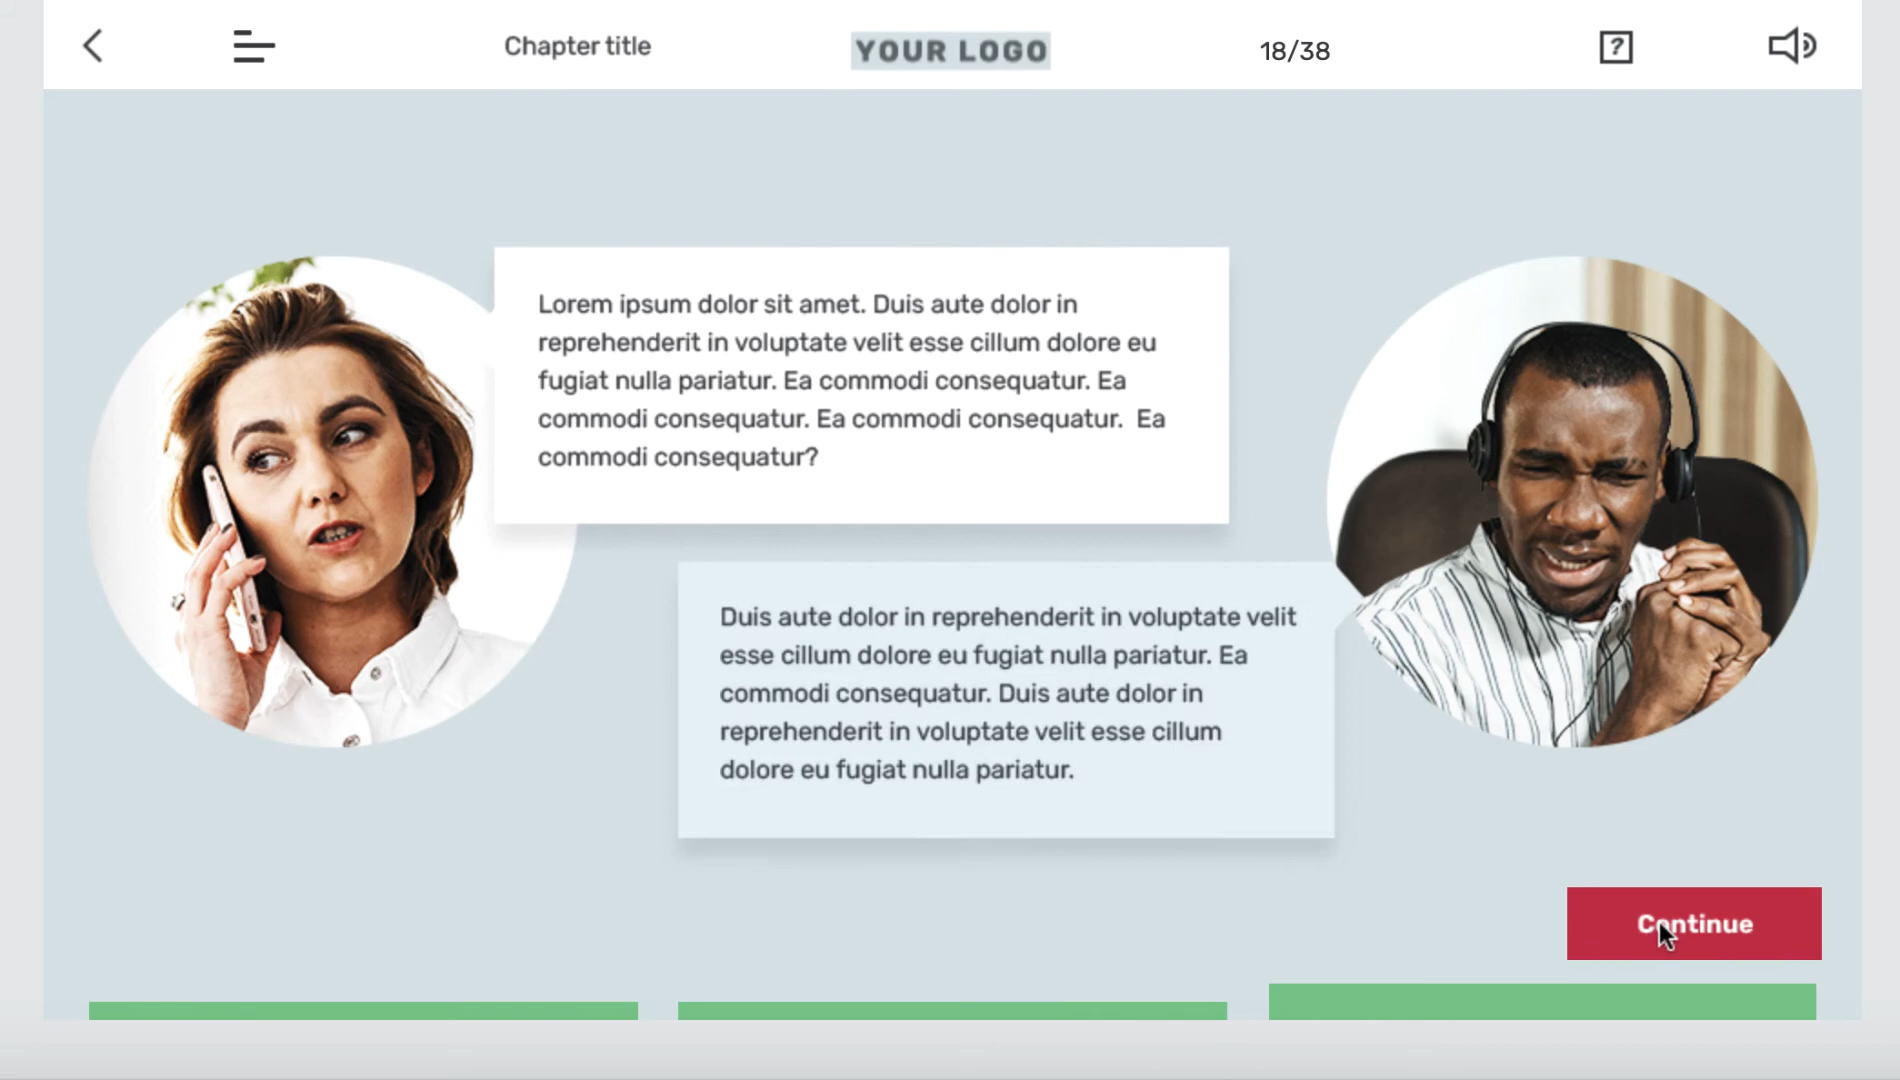 Chapter title
YOUR LOGO
18/38
?
Lorem ipsum dolor sit amet. Duis aute dolor in
reprehenderit in voluptate velit esse cillum dolore eu
fugiat nulla pariatur. Ea commodi consequatur. Ea
commodi consequatur. Ea commodi consequatur.  Ea
commodi consequatur?
Duis aute dolor in reprehenderit in voluptate velit
esse cillum dolore eu fugiat nulla pariatur. Ea
commodi consequatur. Duis aute dolor in
reprehenderit in voluptate velit esse cillum
dolore eu fugiat nulla pariatur.
Continue